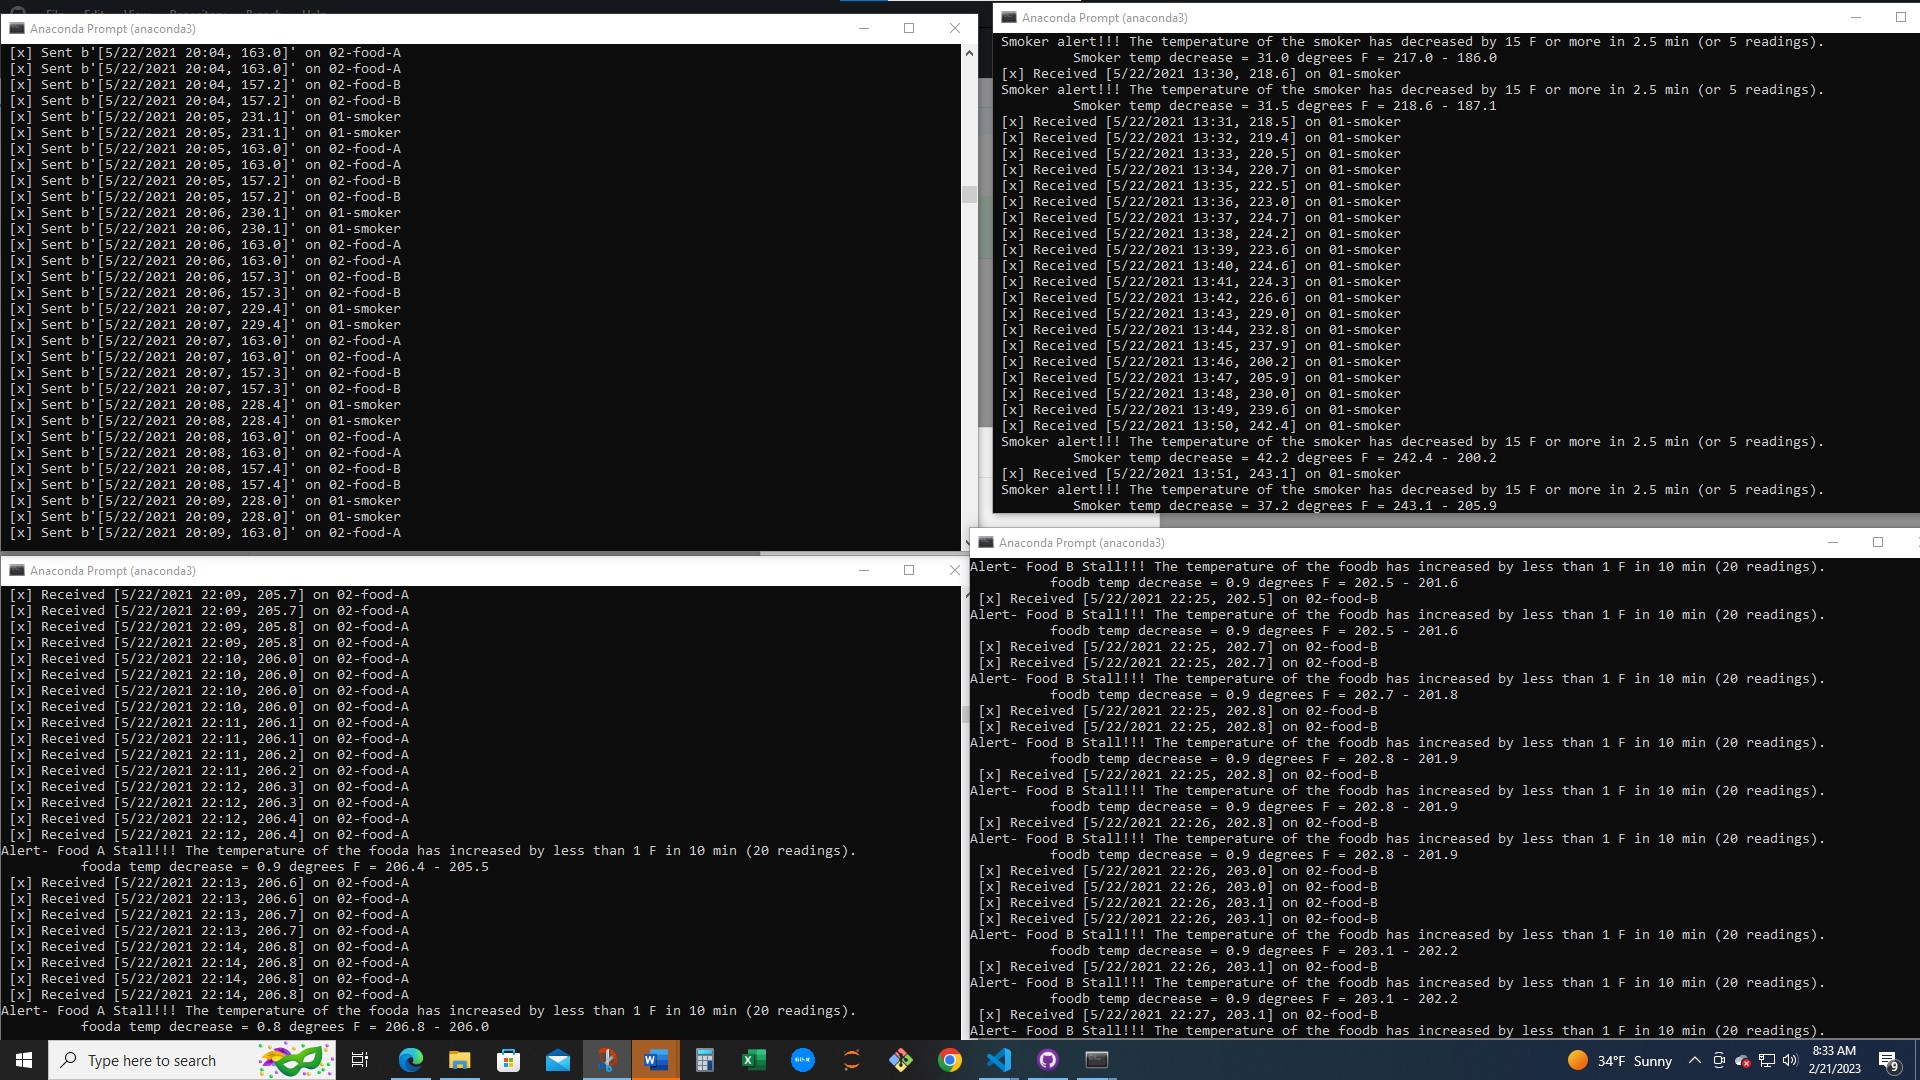 Anaconda Prompt (anaconda3)
[x] Sent b'[5/22/2021 20:04, 163.0]' on 02-food-A
[x] Sent b'[5/22/2021 20:04, 163.0]' on 02-food-A
[x] Sent b'[5/22/2021 20:04, 157.2]' on 02-food-B
[x] Sent b'[5/22/2021 20:04, 157.2]' on 02-food-B
[x] Sent b'[5/22/2021 20:05, 231.1]' on 01-smoker
[x] Sent b'[5/22/2021 20:05, 231.1]' on 01-smoker
[x] Sent b'[5/22/2021 20:05, 163.0]' on 02-food-A
[x] Sent b'[5/22/2021 20:05, 163.0]' on 02-food-A
[x] Sent b'[5/22/2021 20:05, 157.2]' on 02-food-B
[x] Sent b'[5/22/2021 20:05, 157.2]' on 02-food-B
[x] Sent b'[5/22/2021 20:06, 230.1]' on 01-smoker
[x] Sent b'[5/22/2021 20:06, 230.1]' on 01-smoker
[x] Sent b'[5/22/2021 20:06, 163.0]' on 02-food-A
[x] Sent b'[5/22/2021 20:06, 163.0]' on 02-food-A
[x] Sent b'[5/22/2021 20:06, 157.3]' on 02-food-B
[x] Sent b'[5/22/2021 20:06, 157.3]' on 02-food-B
[x] Sent b'[5/22/2021 20:07, 229.4]' on 01-smoker
[x] Sent b'[5/22/2021 20:07, 229.4]' on 01-smoker
[x] Sent b'[5/22/2021 20:07, 163.0]' on 02-food-A
[x] Sent b'[5/22/2021 20:07, 163.0]' on 02-food-A
[x] Sent b'[5/22/2021 20:07, 157.3]' on 02-food-B
[x] Sent b'[5/22/2021 20:07, 157.3]' on 02-food-B
[x] Sent b'[5/22/2021 20:08, 228.4]' on 01-smoker
[x] Sent b'[5/22/2021 20:08, 228.4]' on 01-smoker
[x] Sent b'[5/22/2021 20:08, 163.0]' on 02-food-A
[x] Sent b'[5/22/2021 20:08, 163.0]' on 02-food-A
[x] Sent b'[5/22/2021 20:08, 157.4]' on 02-food-B
[x] Sent b'[5/22/2021 20:08, 157.4]' on 02-food-B
[x] Sent b'[5/22/2021 20:09, 228.0]' on 01-smoker
[x] Sent b'[5/22/2021 20:09, 228.0]' on 01-smoker
[x] Sent b'[5/22/2021 20:09, 163.0]' on 02-food-A
Anaconda Prompt (anaconda3)
Smoker alert!!! The temperature of the smoker has decreased by 15 F or more in 2.5 min (or 5 readings).
Smoker temp decrease = 31.0 degrees F = 217.0 - 186.0
[x] Received [5/22/2021 13:30, 218.6] on 01-smoker
Smoker alert!!! The temperature of the smoker has decreased by 15 F or more in 2.5 min (or 5 readings).
Smoker temp decrease = 31.5 degrees F = 218.6 - 187.1
[x] Received [5/22/2021 13:31, 218.5] on 01-smoker
[x] Received [5/22/2021 13:32, 219.4] on 01-smoker
[x] Received [5/22/2021 13:33, 220.5] on 01-smoker
[x] Received [5/22/2021 13:34, 220.7] on 01-smoker
[x] Received [5/22/2021 13:35, 222.5] on 01-smoker
[x] Received [5/22/2021 13:36, 223.0] on 01-smoker
[x] Received [5/22/2021 13:37, 224.7] on 01-smoker
[x] Received [5/22/2021 13:38, 224.2] on 01-smoker
[x] Received [5/22/2021 13:39, 223.6] on 01-smoker
[x] Received [5/22/2021 13:40, 224.6] on 01-smoker
[x] Received [5/22/2021 13:41, 224.3] on 01-smoker
[x] Received [5/22/2021 13:42, 226.6] on 01-smoker
[x] Received [5/22/2021 13:43, 229.0] on 01-smoker
[x] Received [5/22/2021 13:44, 232.8] on 01-smoker
[x] Received [5/22/2021 13:45, 237.9] on 01-smoker
[x] Received [5/22/2021 13:46, 200.2] on 01-smoker
[x] Received [5/22/2021 13:47, 205.9] on 01-smoker
[x] Received [5/22/2021 13:48, 230.0] on 01-smoker
[x] Received [5/22/2021 13:49, 239.6] on 01-smoker
[x] Received [5/22/2021 13:50, 242.4] on 01-smoker
Smoker alert!!! The temperature of the smoker has decreased by 15 F or more in 2.5 min (or 5 readings).
Smoker temp decrease = 42.2 degrees F = 242.4 - 200.2
[x] Received [5/22/2021 13:51, 243.1] on 01-smoker
Smoker alert!!! The temperature of the smoker has decreased by 15 F or more in 2.5 min (or 5 readings).
Smoker temp decrease = 37.2 degrees F = 243.1 - 205.9
Anaconda Prompt (anaconda3)
[x] Received [5/22/2021 22:09, 205.7] on 02-food-A
[x] Received [5/22/2021 22:09, 205.7] on 02-food-A
[x] Received [5/22/2021 22:09, 205.8] on 02-food-A
[x] Received [5/22/2021 22:09, 205.8] on 02-food-A
[x] Received [5/22/2021 22:10, 206.0] on 02-food-A
[x] Received [5/22/2021 22:10, 206.0] on 02-food-A
[x] Received [5/22/2021 22:10, 206.0] on 02-food-A
[x] Received [5/22/2021 22:10, 206.0] on 02-food-A
[x] Received [5/22/2021 22:11, 206.1] on 02-food-A
[x] Received [5/22/2021 22:11, 206.1] on 02-food-A
[x] Received [5/22/2021 22:11, 206.2] on 02-food-A
[x] Received [5/22/2021 22:11, 206.2] on 02-food-A
[x] Received [5/22/2021 22:12, 206.3] on 02-food-A
[x] Received [5/22/2021 22:12, 206.3] on 02-food-A
[x] Received [5/22/2021 22:12, 206.4] on 02-food-A
[x] Received [5/22/2021 22:12, 206.4] on 02-food-A
Alert- Food A Stall!!! The temperature of the fooda has increased by less than 1 F in 10 min (20 readings).
fooda temp decrease = 0.9 degrees F = 206.4 - 205.5
[x] Received [5/22/2021 22:13, 206.6] on 02-food-A
[x] Received [5/22/2021 22:13, 206.6] on 02-food-A
[x] Received [5/22/2021 22:13, 206.7] on 02-food-A
[x] Received [5/22/2021 22:13, 206.7] on 02-food-A
[x] Received [5/22/2021 22:14, 206.8] on 02-food-A
[x] Received [5/22/2021 22:14, 206.8] on 02-food-A
[x] Received [5/22/2021 22:14, 206.8] on 02-food-A
[x] Received [5/22/2021 22:14, 206.8] on 02-food-A
Alert- Food A Stall!!! The temperature of the fooda has increased by less than 1 F in 10 min (20 readings).
fooda temp decrease = 0.8 degrees F = 206.8 - 206.0
Anaconda Prompt (anaconda3)
Alert- Food B Stall!!! The temperature of the foodb has increased by less than 1 F in 10 min (20 readings).
foodb temp decrease = 0.9 degrees F = 202.5 - 201.6
[x] Received [5/22/2021 22:25, 202.5] on 02-food-B
Alert- Food B Stall!!! The temperature of the foodb has increased by less than 1 F in 10 min (20 readings).
foodb temp decrease = 0.9 degrees F = 202.5 - 201.6
[x] Received [5/22/2021 22:25, 202.7] on 02-food-B
[x] Received [5/22/2021 22:25, 202.7] on 02-food-B
Alert- Food B Stall!!! The temperature of the foodb has increased by less than 1 F in 10 min (20 readings).
foodb temp decrease = 0.9 degrees F = 202.7 - 201.8
[x] Received [5/22/2021 22:25, 202.8] on 02-food-B
[x] Received [5/22/2021 22:25, 202.8] on 02-food-B
Alert- Food B Stall!!! The temperature of the foodb has increased by less than 1 F in 10 min (20 readings).
foodb temp decrease = 0.9 degrees F = 202.8 - 201.9
[x] Received [5/22/2021 22:25, 202.8] on 02-food-B
Alert- Food B Stall!!! The temperature of the foodb has increased by less than 1 F in 10 min (20 readings).
foodb temp decrease = 0.9 degrees F = 202.8 - 201.9
[x] Received [5/22/2021 22:26, 202.8] on 02-food-B
Alert- Food B Stall!!! The temperature of the foodb has increased by less than 1 F in 10 min (20 readings).
foodb temp decrease = 0.9 degrees F = 202.8 - 201.9
[x] Received [5/22/2021 22:26, 203.0] on 02-food-B
[x] Received [5/22/2021 22:26, 203.0] on 02-food-B
[x] Received [5/22/2021 22:26, 203.1] on 02-food-B
[x] Received [5/22/2021 22:26, 203.1] on 02-food-B
Alert- Food B Stall!!! The temperature of the foodb has increased by less than 1 F in 10 min (20 readings).
foodb temp decrease = 0.9 degrees F = 203.1 - 202.2
[x] Received [5/22/2021 22:26, 203.1] on 02-food-B
Alert- Food B Stall!!! The temperature of the foodb has increased by less than 1 F in 10 min (20 readings).
foodb temp decrease = 0.9 degrees F = 203.1 - 202.2
[x] Received [5/22/2021 22:27, 203.1] on 02-food-B
Alert- Food B Stall!!! The temperature of the foodb has increased by less than 1 F in 10 min (20 readings).
Type here to search
34°F Sunny
8:33 AM
2/21/2023
9